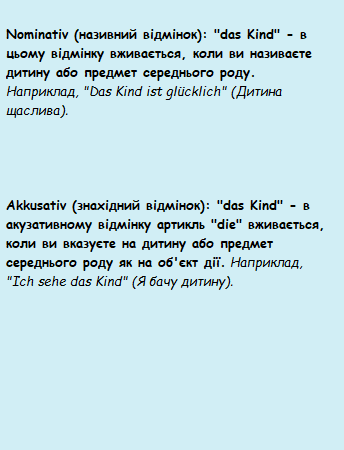 Nominativ (називний відмінок): "das Kind" - в
цьому відмінку вживається, коли ви називаєте
дитину або предмет середнього роду.
Наприклад, "Das Kind ist glücklich" (Дитина
щаслива).
Akkusativ (знахідний відмінок): "das Kind" - в
акузативному відмінку артикль "die" вживається,
коли ви вказуєте на дитину або предмет
середнього роду як на об'єкт дії. Наприклад,
"Ich sehe das Kind" (Я бачу дитину).